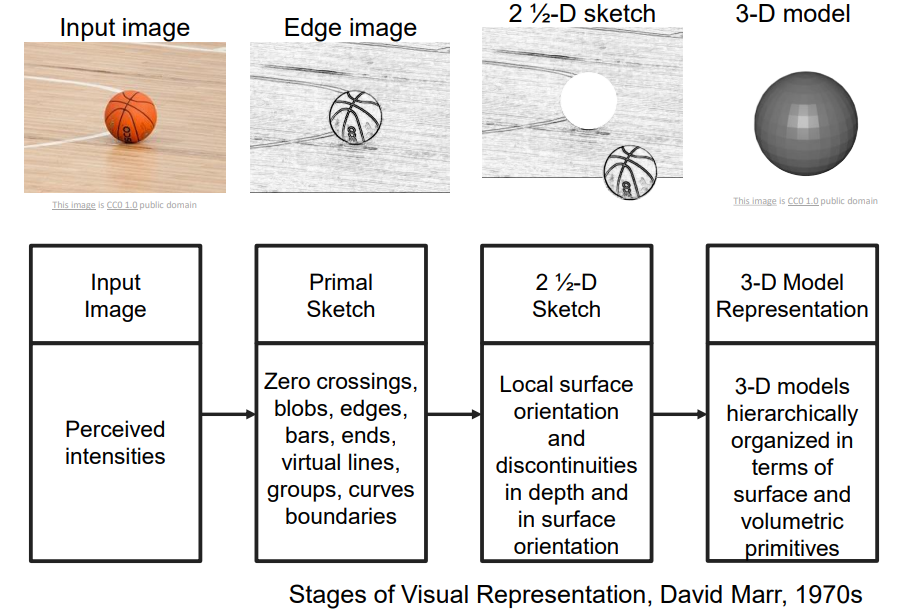 Input image
Edge image
2 ½-D sketch
3-D model
This image is CC0 1.0 public domain
This image is CC0 1.0 public domain
Input
Image
Perceived
intensities
Primal
Sketch
Zero crossings,
blobs, edges,
bars, ends,
virtual lines,
groups, curves
boundaries
2 ½-D
Sketch
Local surface
orientation
and
discontinuities
in depth and
in surface
orientation
3-D Model
Representation
3-D models
hierarchically
organized in
terms of
surface and
volumetric
primitives
Stages of Visual Representation, David Marr, 1970s